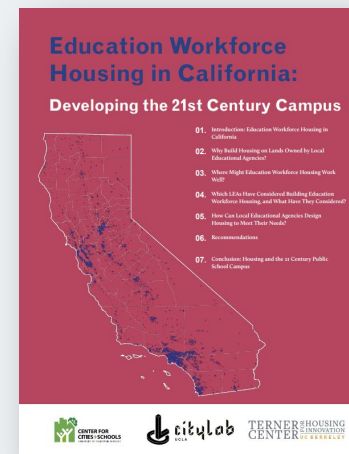 Education Workforce
Housing in California:
Developing the 21st Century Campus
01. Introduction: Education Workforce Housing in
California
02. Why Build Housing on Lands Owned by Local
Educational Agencies?
03. Where Might Education Workforce Housing Work
Well?
04. Which LEAs Have Considered Building Education
Workforce Housing, and What Have They Considered?
05. How Can Local Educational Agencies Design
Housing to Meet Their Needs?
06. Recommendations
07. Conclusion: Housing and the 21 Century Public
School Campus
CENTER FOR
CITIES+SCHOOLS
citylab
UCLA
TERNER
CENTER
HOUSING
INNOVATION
UC BERKELEY